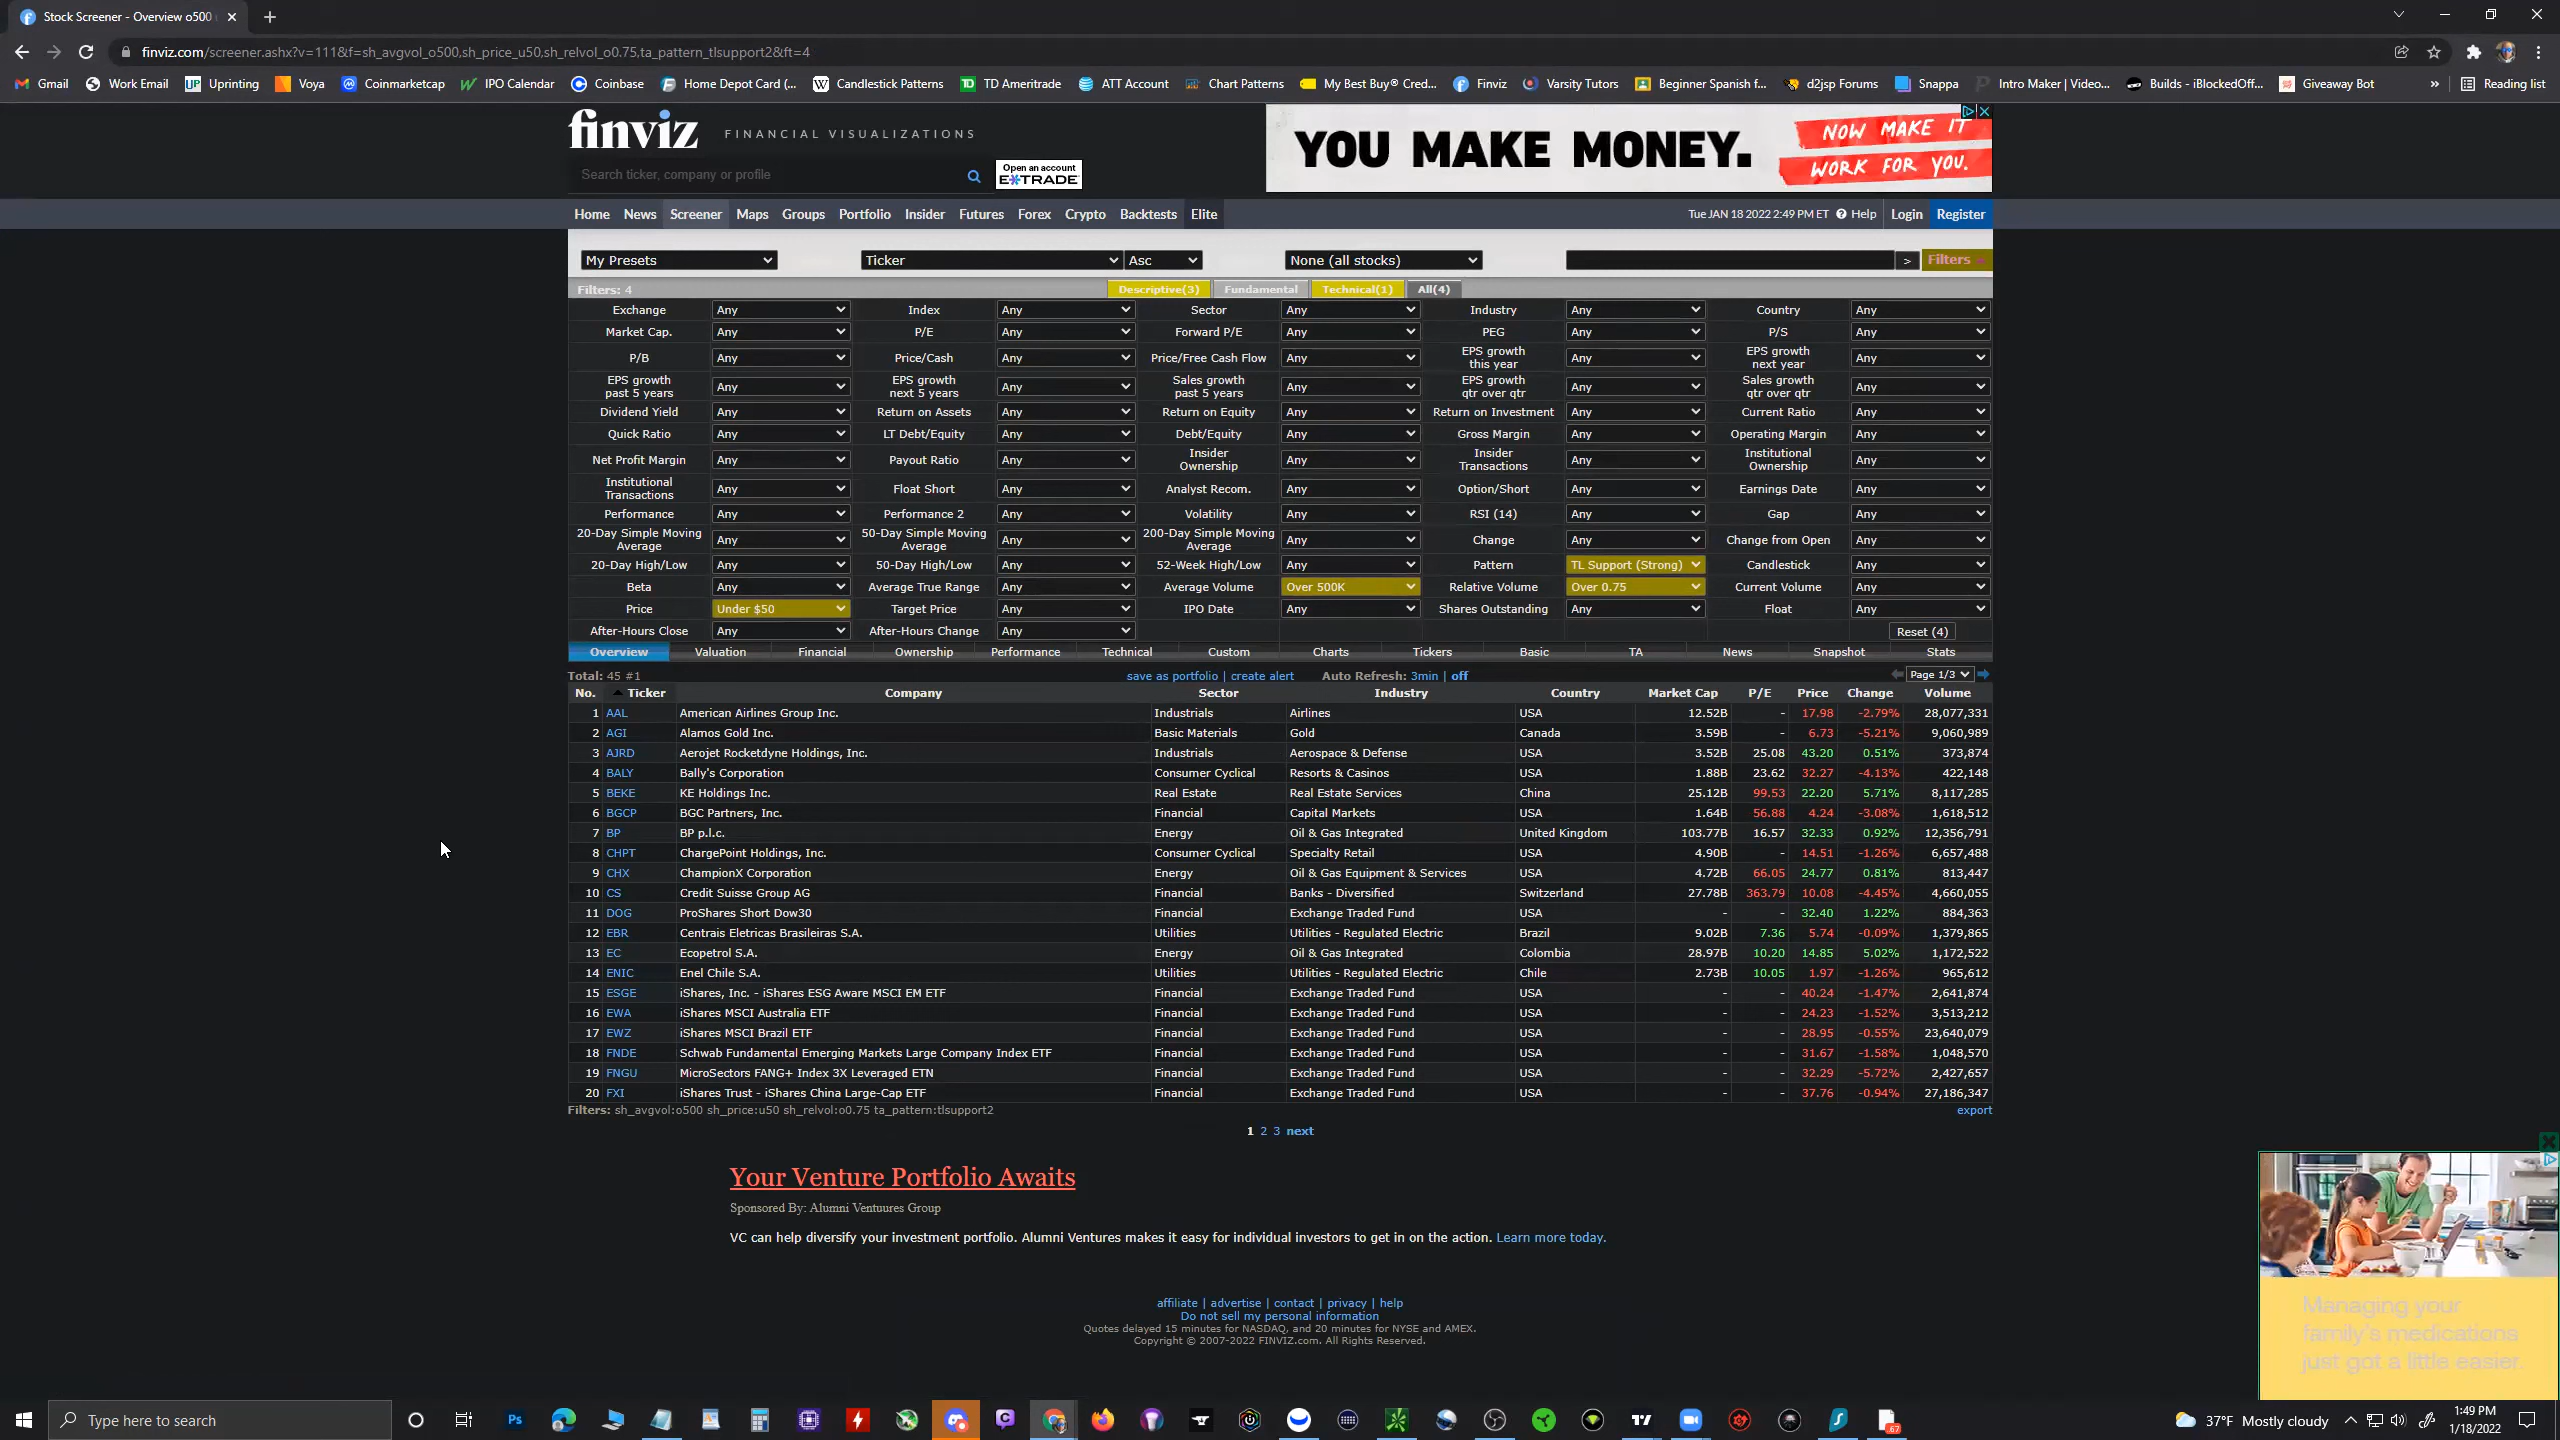 Stock Screener - Overview o500
finviz.com/screener.ashx?v=111&f=sh_avgvol_o500,sh_price_u50,sh_relvol_o0.75,ta_pattern_tlsupport2&ft=4
Gmail Work Email Uprinting Voya Coinmarketcap IPO Calendar Coinbase Home Depot Card (... Candlestick Patterns TD Ameritrade ATT Account Chart Patterns My Best Buy® Cred... Finviz Varsity Tutors Beginner Spanish f... d2jsp Forums Snappa Intro Maker | Video... Builds - iBlockedOff... Giveaway Bot » Reading list
finviz FINANCIAL VISUALIZATIONS
YOU MAKE MONEY. NOW MAKE IT WORK FOR YOU.
Search ticker, company or profile
Open an account E*TRADE
Home News Screener Maps Groups Portfolio Insider Futures Forex Crypto Backtests Elite Tue JAN 18 2022 2:49 PM ET Help Login Register
My Presets Ticker Asc None (all stocks) > Filters
Filters: 4 Descriptive(3) Fundamental Technical(1) All(4)
Exchange Any Index Any Sector Any Industry Any Country Any
Market Cap. Any P/E Any Forward P/E Any PEG Any P/S Any
P/B Any Price/Cash Any Price/Free Cash Flow Any EPS growth this year Any EPS growth next year Any
EPS growth past 5 years Any EPS growth next 5 years Any Sales growth past 5 years Any EPS growth qtr over qtr Any Sales growth qtr over qtr Any
Dividend Yield Any Return on Assets Any Return on Equity Any Return on Investment Any Current Ratio Any
Quick Ratio Any LT Debt/Equity Any Debt/Equity Any Gross Margin Any Operating Margin Any
Net Profit Margin Any Payout Ratio Any Insider Ownership Any Insider Transactions Any Institutional Ownership Any
Institutional Transactions Any Float Short Any Analyst Recom. Any Option/Short Any Earnings Date Any
Performance Any Performance 2 Any Volatility Any RSI (14) Any Gap Any
20-Day Simple Moving Average Any 50-Day Simple Moving Average Any 200-Day Simple Moving Average Any Change Any Change from Open Any
20-Day High/Low Any 50-Day High/Low Any 52-Week High/Low Any Pattern TL Support (Strong) Candlestick Any
Beta Any Average True Range Any Average Volume Over 500K Relative Volume Over 0.75 Current Volume Any
Price Under $50 Target Price Any IPO Date Any Shares Outstanding Any Float Any
After-Hours Close Any After-Hours Change Any Reset (4)
Overview Valuation Financial Ownership Performance Technical Custom Charts Tickers Basic TA News Snapshot Stats
Total: 45 #1 save as portfolio | create alert Auto Refresh: 3min | off Page 1/3
No. Ticker Company Sector Industry Country Market Cap P/E Price Change Volume
1 AAL American Airlines Group Inc. Industrials Airlines USA 12.52B - 17.98 -2.79% 28,077,331
2 AGI Alamos Gold Inc. Basic Materials Gold Canada 3.59B - 6.73 -5.21% 9,060,989
3 AJRD Aerojet Rocketdyne Holdings, Inc. Industrials Aerospace & Defense USA 3.52B 25.08 43.20 0.51% 373,874
4 BALY Bally's Corporation Consumer Cyclical Resorts & Casinos USA 1.88B 23.62 32.27 -4.13% 422,148
5 BEKE KE Holdings Inc. Real Estate Real Estate Services China 25.12B 99.53 22.20 5.71% 8,117,285
6 BGCP BGC Partners, Inc. Financial Capital Markets USA 1.64B 56.88 4.24 -3.08% 1,618,512
7 BP BP p.l.c. Energy Oil & Gas Integrated United Kingdom 103.77B 16.57 32.33 0.92% 12,356,791
8 CHPT ChargePoint Holdings, Inc. Consumer Cyclical Specialty Retail USA 4.90B - 14.51 -1.26% 6,657,488
9 CHX ChampionX Corporation Energy Oil & Gas Equipment & Services USA 4.72B 66.05 24.77 0.81% 813,447
10 CS Credit Suisse Group AG Financial Banks - Diversified Switzerland 27.78B 363.79 10.08 -4.45% 4,660,055
11 DOG ProShares Short Dow30 Financial Exchange Traded Fund USA - - 32.40 1.22% 884,363
12 EBR Centrais Eletricas Brasileiras S.A. Utilities Utilities - Regulated Electric Brazil 9.02B 7.36 5.74 -0.09% 1,379,865
13 EC Ecopetrol S.A. Energy Oil & Gas Integrated Colombia 28.97B 10.20 14.85 5.02% 1,172,522
14 ENIC Enel Chile S.A. Utilities Utilities - Regulated Electric Chile 2.73B 10.05 1.97 -1.26% 965,612
15 ESGE iShares, Inc. - iShares ESG Aware MSCI EM ETF Financial Exchange Traded Fund USA - - 40.24 -1.47% 2,641,874
16 EWA iShares MSCI Australia ETF Financial Exchange Traded Fund USA - - 24.23 -1.52% 3,513,212
17 EWZ iShares MSCI Brazil ETF Financial Exchange Traded Fund USA - - 28.95 -0.55% 23,640,079
18 FNDE Schwab Fundamental Emerging Markets Large Company Index ETF Financial Exchange Traded Fund USA - - 31.67 -1.58% 1,048,570
19 FNGU MicroSectors FANG+ Index 3X Leveraged ETN Financial Exchange Traded Fund USA - - 32.29 -5.72% 2,427,657
20 FXI iShares Trust - iShares China Large-Cap ETF Financial Exchange Traded Fund USA - - 37.76 -0.94% 27,186,347
Filters: sh_avgvol:o500 sh_price:u50 sh_relvol:o0.75 ta_pattern:tlsupport2 export
1 2 3 next
Your Venture Portfolio Awaits
Sponsored By: Alumni Ventuures Group
VC can help diversify your investment portfolio. Alumni Ventures makes it easy for individual investors to get in on the action. Learn more today.
Managing your
family's medications
just got a little easier.
affiliate | advertise | contact | privacy | help
Do not sell my personal information
Quotes delayed 15 minutes for NASDAQ, and 20 minutes for NYSE and AMEX.
Copyright © 2007-2022 FINVIZ.com. All Rights Reserved.
Type here to search Ps 67 37°F Mostly cloudy 1:49 PM
1/18/2022